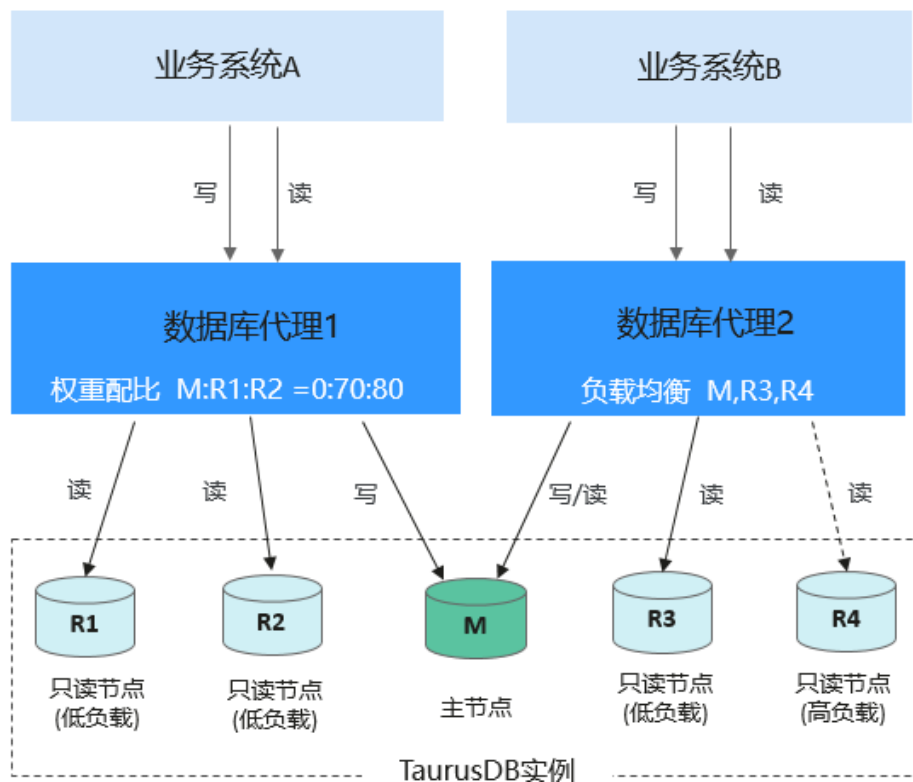 业务系统A
业务系统B
写
读
写
读
数据库代理1
权重配比 M:R1:R2 =0:70:80
数据库代理2
负载均衡 M,R3,R4
读
读
写
写/读
读
读
R1
R2
M
R3
R4
只读节点
(低负载)
只读节点
(低负载)
主节点
只读节点
(低负载)
只读节点
(高负载)
TaurusDB实例